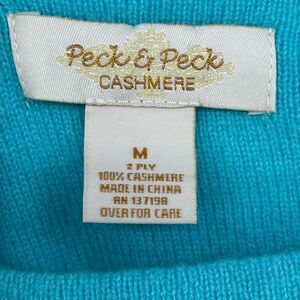 Peck & Peck
CASHMERE
M
2 PLY
100% CASHMERE
MADE IN CHINA
RN 137198
OVER FOR CARE